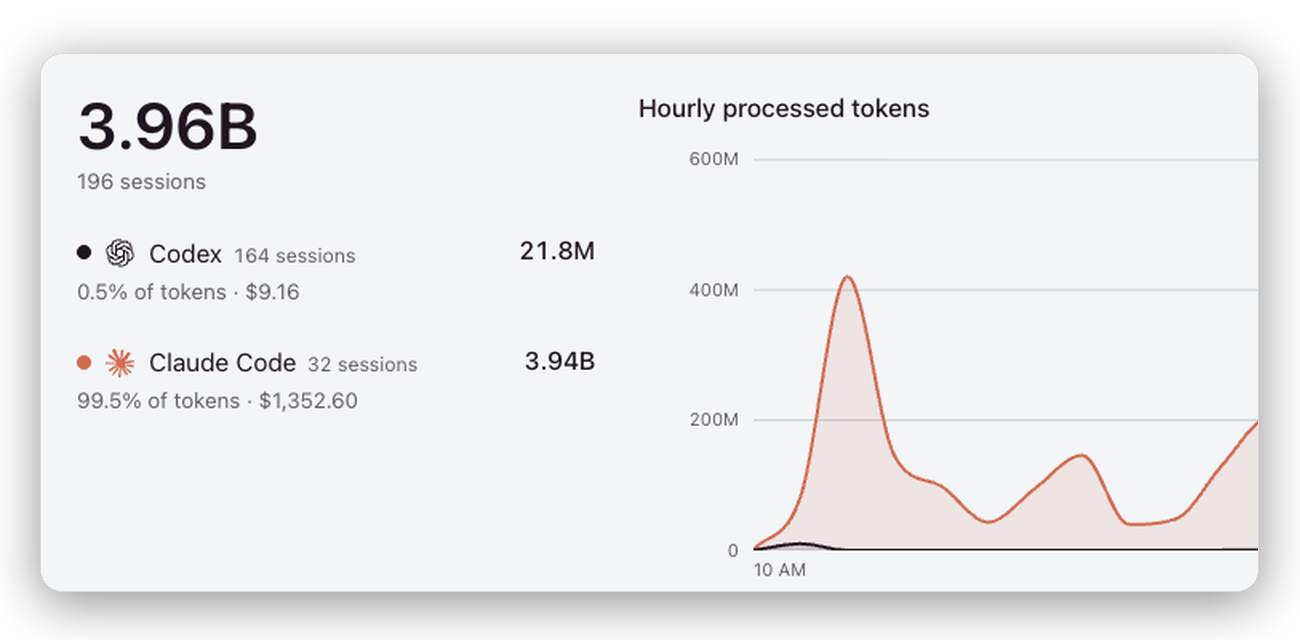 3.96B
196 sessions
Codex 164 sessions 21.8M
0.5% of tokens · $9.16
Claude Code 32 sessions 3.94B
99.5% of tokens · $1,352.60
Hourly processed tokens
600M
400M
200M
0
10 AM